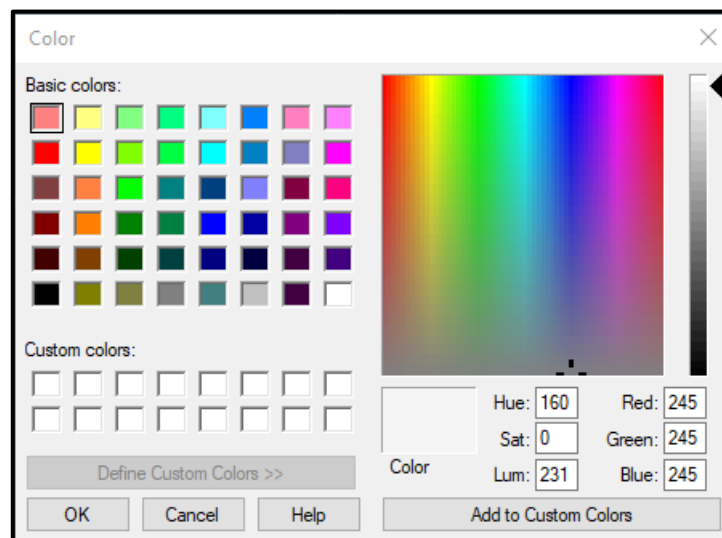 Color
Basic colors:
Custom colors:
Define Custom Colors >>
OK Cancel Help
Color
Hue: 160 Red: 245
Sat: 0 Green: 245
Lum: 231 Blue: 245
Add to Custom Colors